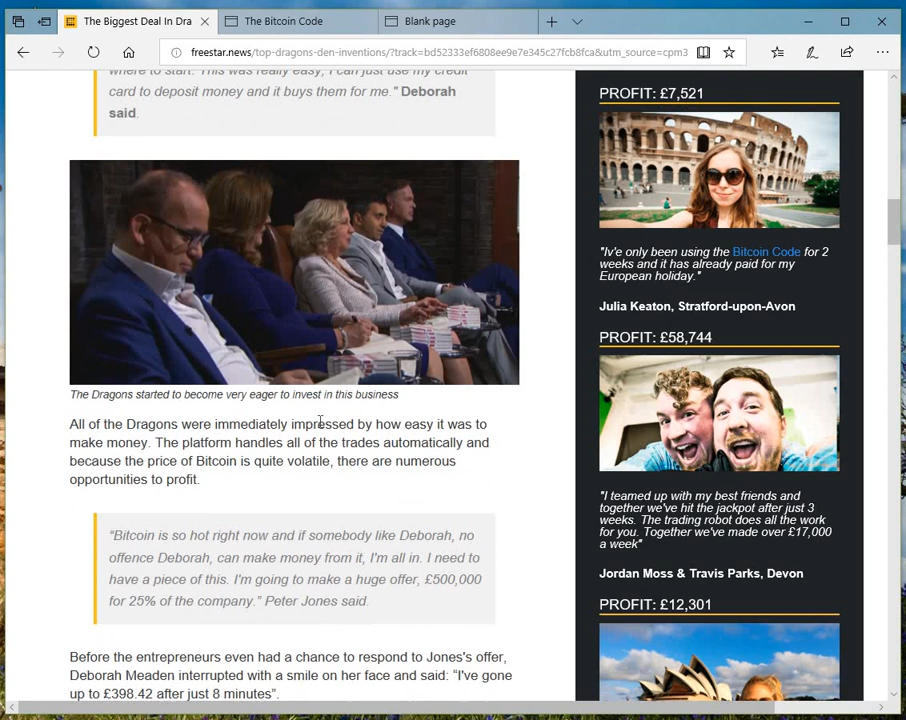 The Biggest Deal In Dra
The Bitcoin Code
Blank page
freestar.news/top-dragons-den-inventions/?track=bd52333ef6808ee9e7e345c27fcb8fca&utm_source=cpm3
where to start. This was really easy, I can just use my credit
card to deposit money and it buys them for me." Deborah
said.
The Dragons started to become very eager to invest in this business
All of the Dragons were immediately impressed by how easy it was to
make money. The platform handles all of the trades automatically and
because the price of Bitcoin is quite volatile, there are numerous
opportunities to profit.
"Bitcoin is so hot right now and if somebody like Deborah, no
offence Deborah, can make money from it, I'm all in. I need to
have a piece of this. I'm going to make a huge offer, £500,000
for 25% of the company." Peter Jones said.
Before the entrepreneurs even had a chance to respond to Jones's offer,
Deborah Meaden interrupted with a smile on her face and said: “I've gone
up to £398.42 after just 8 minutes”.
PROFIT: £7,521
"Iv'e only been using the Bitcoin Code for 2
weeks and it has already paid for my
European holiday."
Julia Keaton, Stratford-upon-Avon
PROFIT: £58,744
"I teamed up with my best friends and
together we've hit the jackpot after just 3
weeks. The trading robot does all the work
for you. Together we've made over £17,000
a week"
Jordan Moss & Travis Parks, Devon
PROFIT: £12,301